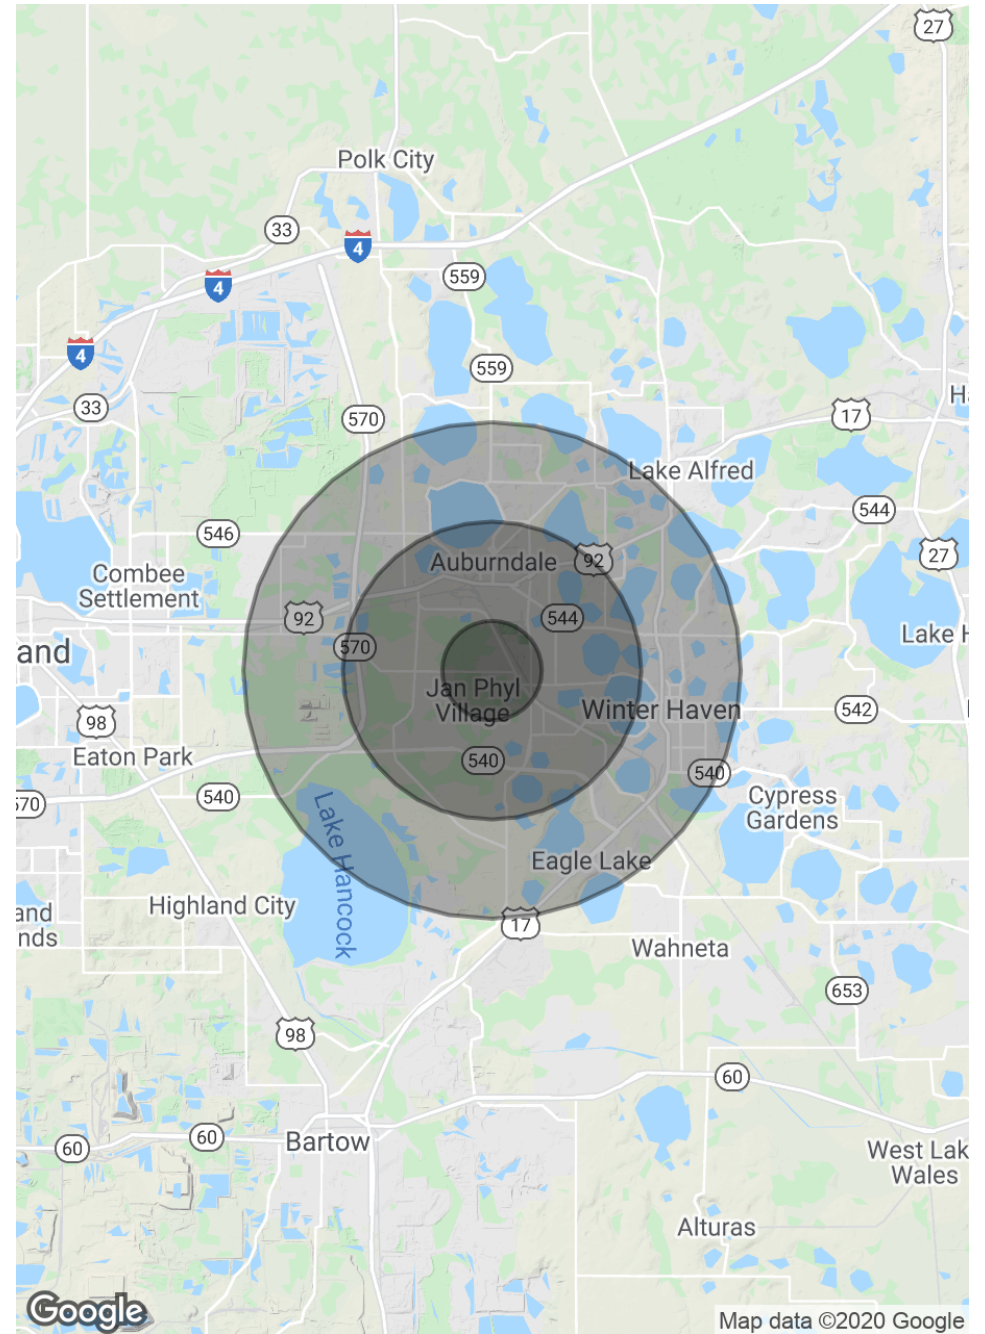 27
Polk City
33
4
4
559
4
559
33
17
570
Lake Alfred
544
546
27
Auburndale
92
Combee
Settlement
92
544
570
Lake H
and
Jan Phyl
Village
Winter Haven
542
98
Eaton Park
540
540
570
540
Cypress
Gardens
Lake Hancock
Eagle Lake
Highland City
and
nds
17
Wahneta
653
98
60
60
60
Bartow
West Lak
Wales
Alturas
Google
Map data ©2020 Google